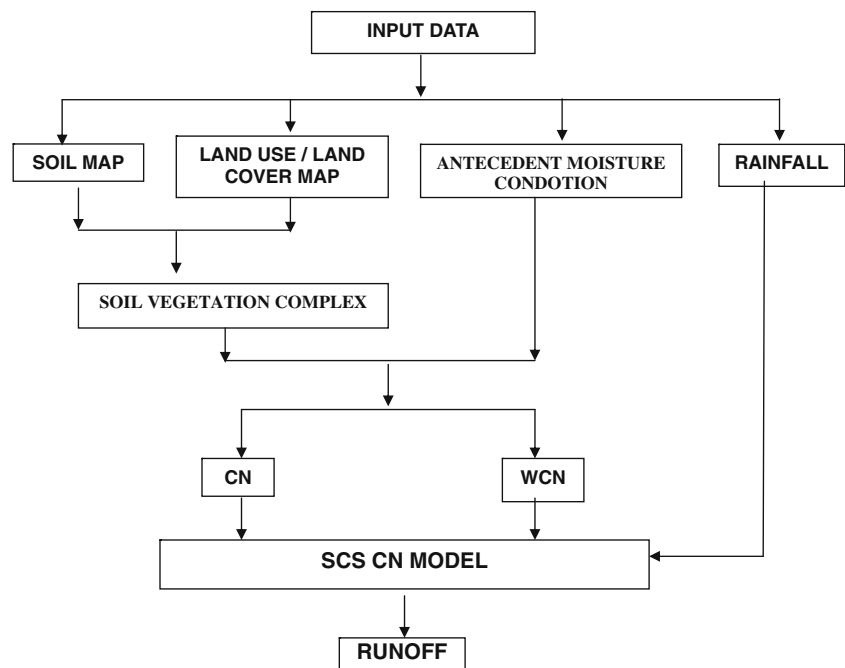 INPUT DATA
SOIL MAP
LAND USE / LAND
COVER MAP
ANTECEDENT MOISTURE
CONDOTION
RAINFALL
SOIL VEGETATION COMPLEX
CN
WCN
SCS CN MODEL
RUNOFF